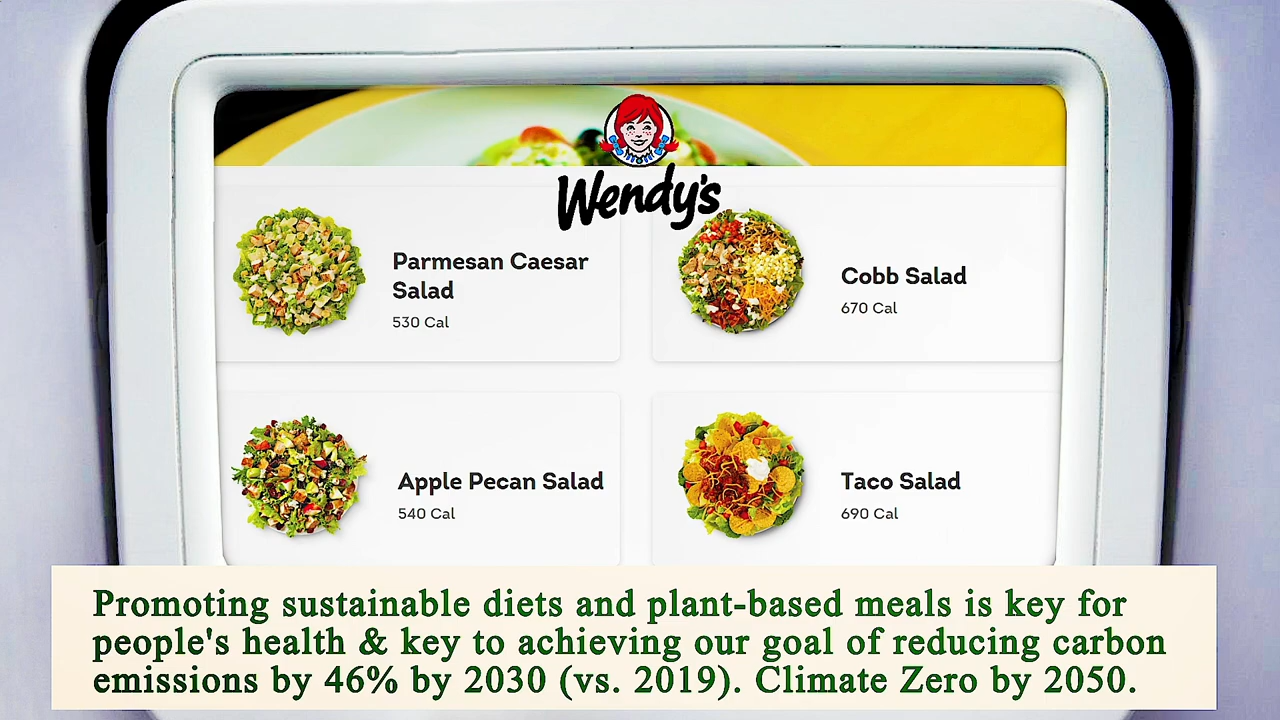 Wendy's
Parmesan Caesar
Salad
530 Cal
Cobb Salad
670 Cal
Apple Pecan Salad
540 Cal
Taco Salad
690 Cal
Promoting sustainable diets and plant-based meals is key for
people's health & key to achieving our goal of reducing carbon
emissions by 46% by 2030 (vs. 2019). Climate Zero by 2050.